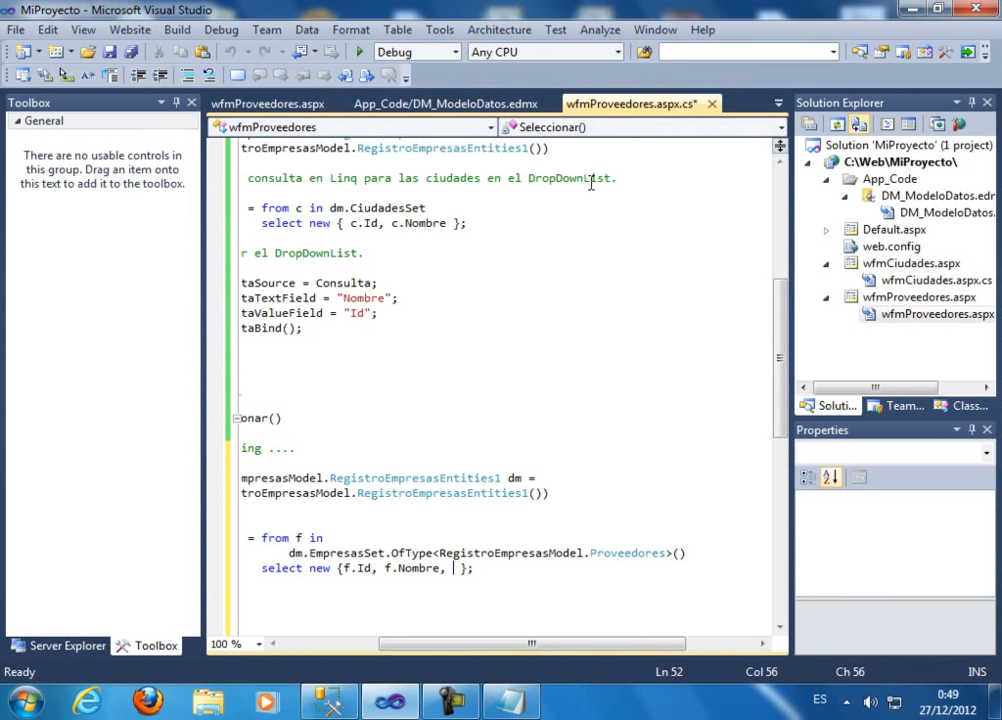 MiProyecto - Microsoft Visual Studio
File Edit View Website Build Debug Team Data Format Table Tools Architecture Test Analyze Window Help
Debug Any CPU
Toolbox
General
There are no usable controls in
this group. Drag an item onto
this text to add it to the toolbox.
Server Explorer Toolbox
wfmProveedores.aspx App_Code/DM_ModeloDatos.edmx wfmProveedores.aspx.cs*
wfmProveedores Seleccionar()
troEmpresasModel.RegistroEmpresasEntities1())
consulta en Linq para las ciudades en el DropDownList.
= from c in dm.CiudadesSet
select new { c.Id, c.Nombre };
r el DropDownList.
taSource = Consulta;
taTextField = "Nombre";
taValueField = "Id";
taBind();
onar()
ing ....
mpresasModel.RegistroEmpresasEntities1 dm =
troEmpresasModel.RegistroEmpresasEntities1())
= from f in
dm.EmpresasSet.OfType<RegistroEmpresasModel.Proveedores>()
select new {f.Id, f.Nombre, };
100 %
Solution Explorer
Solution 'MiProyecto' (1 project)
C:\Web\MiProyecto\
App_Code
DM_ModeloDatos.edr
DM_ModeloDatos.
Default.aspx
web.config
wfmCiudades.aspx
wfmCiudades.aspx.cs
wfmProveedores.aspx
wfmProveedores.aspx
Soluti... Team... Class...
Properties
Ready Ln 52 Col 56 Ch 56 INS
ES 0:49
27/12/2012